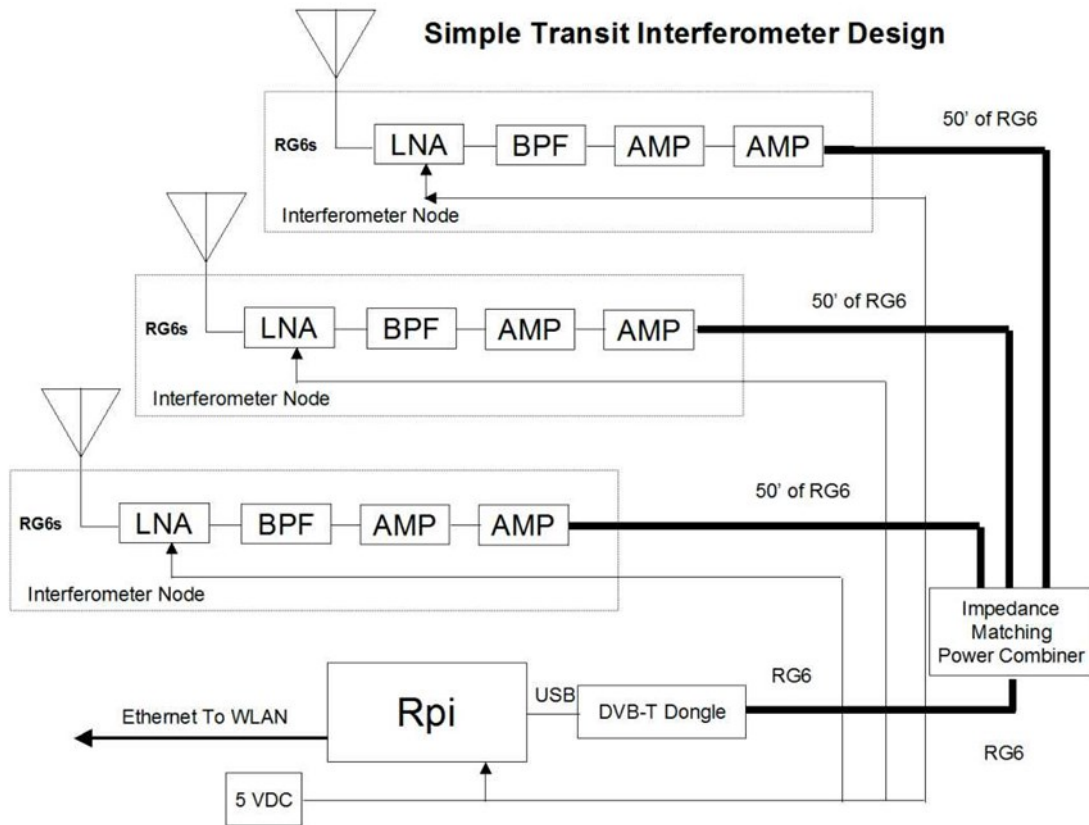 Simple Transit Interferometer Design
50' of RG6
RG6s
LNA
BPF
AMP
AMP
Interferometer Node
50' of RG6
RG6s
LNA
BPF
AMP
AMP
Interferometer Node
50' of RG6
RG6s
LNA
BPF
AMP
AMP
Interferometer Node
Impedance
Matching
Power Combiner
RG6
USB
Rpi
DVB-T Dongle
Ethernet To WLAN
RG6
5 VDC